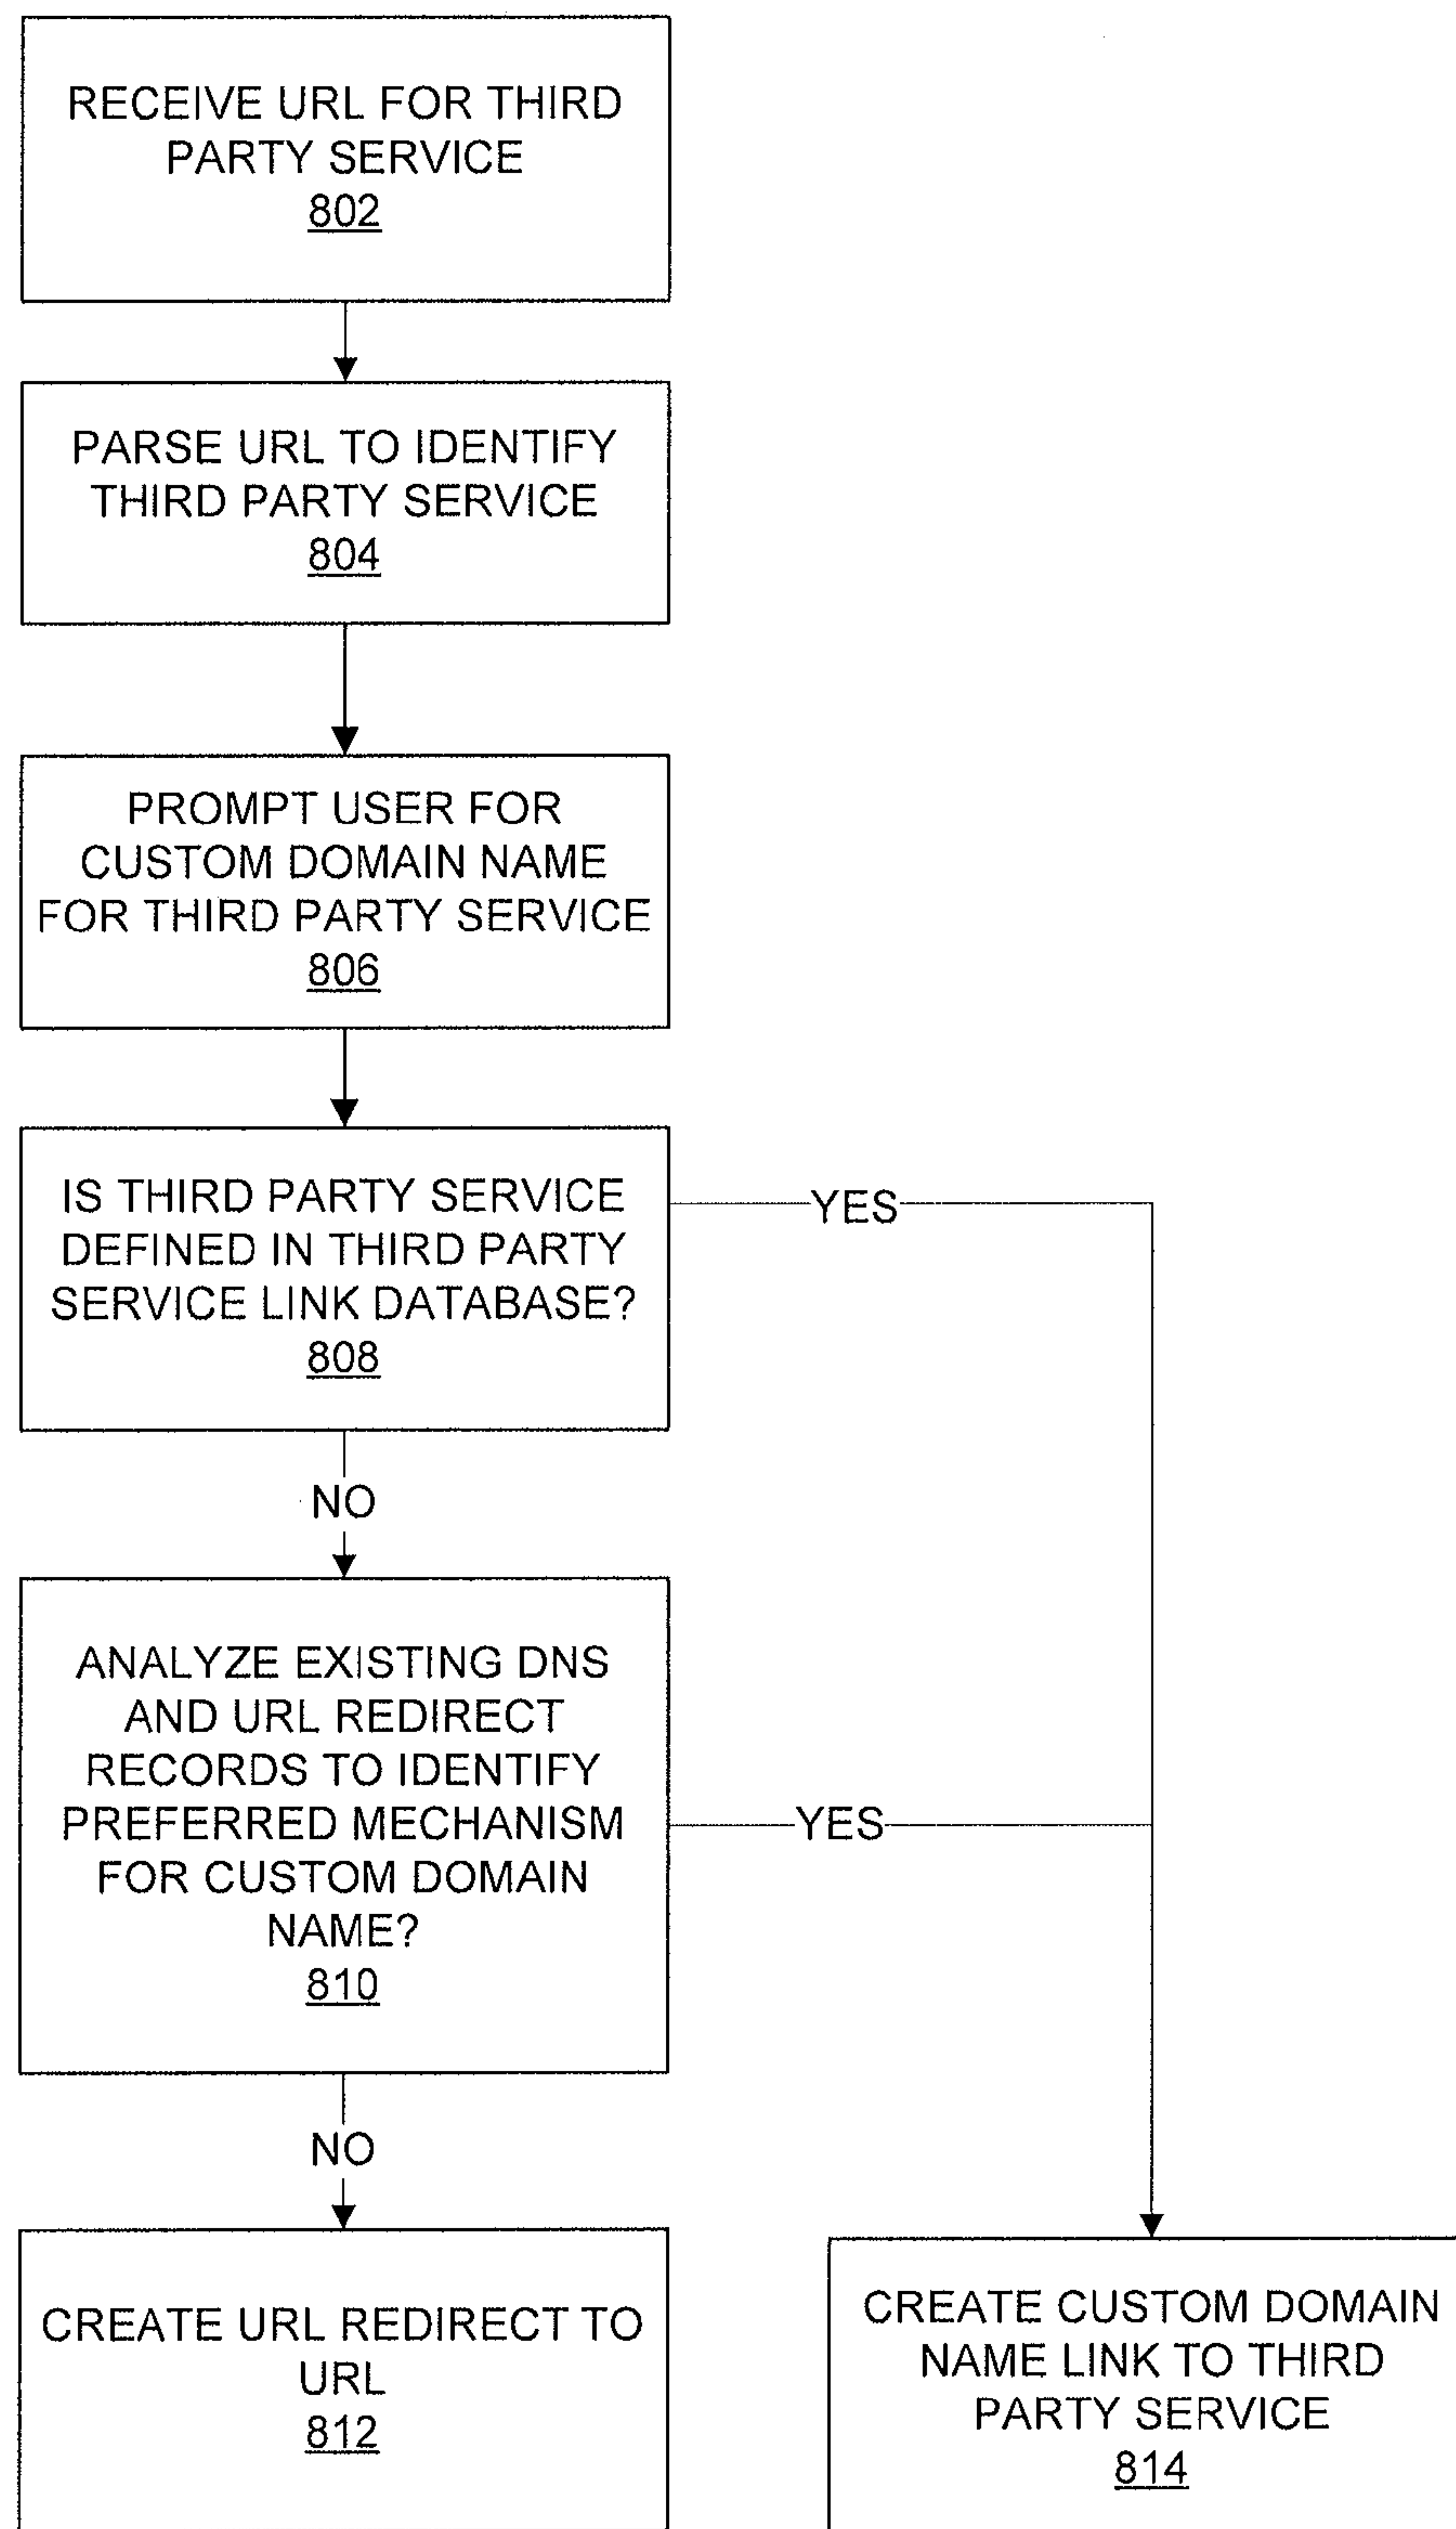 RECEIVE URL FOR THIRD
PARTY SERVICE
802
PARSE URL TO IDENTIFY
THIRD PARTY SERVICE
804
PROMPT USER FOR
CUSTOM DOMAIN NAME
FOR THIRD PARTY SERVICE
806
IS THIRD PARTY SERVICE
DEFINED IN THIRD PARTY
SERVICE LINK DATABASE?
808
YES
NO
ANALYZE EXISTING DNS
AND URL REDIRECT
RECORDS TO IDENTIFY
PREFERRED MECHANISM
FOR CUSTOM DOMAIN
NAME?
810
YES
NO
CREATE URL REDIRECT TO
URL
812
CREATE CUSTOM DOMAIN
NAME LINK TO THIRD
PARTY SERVICE
814